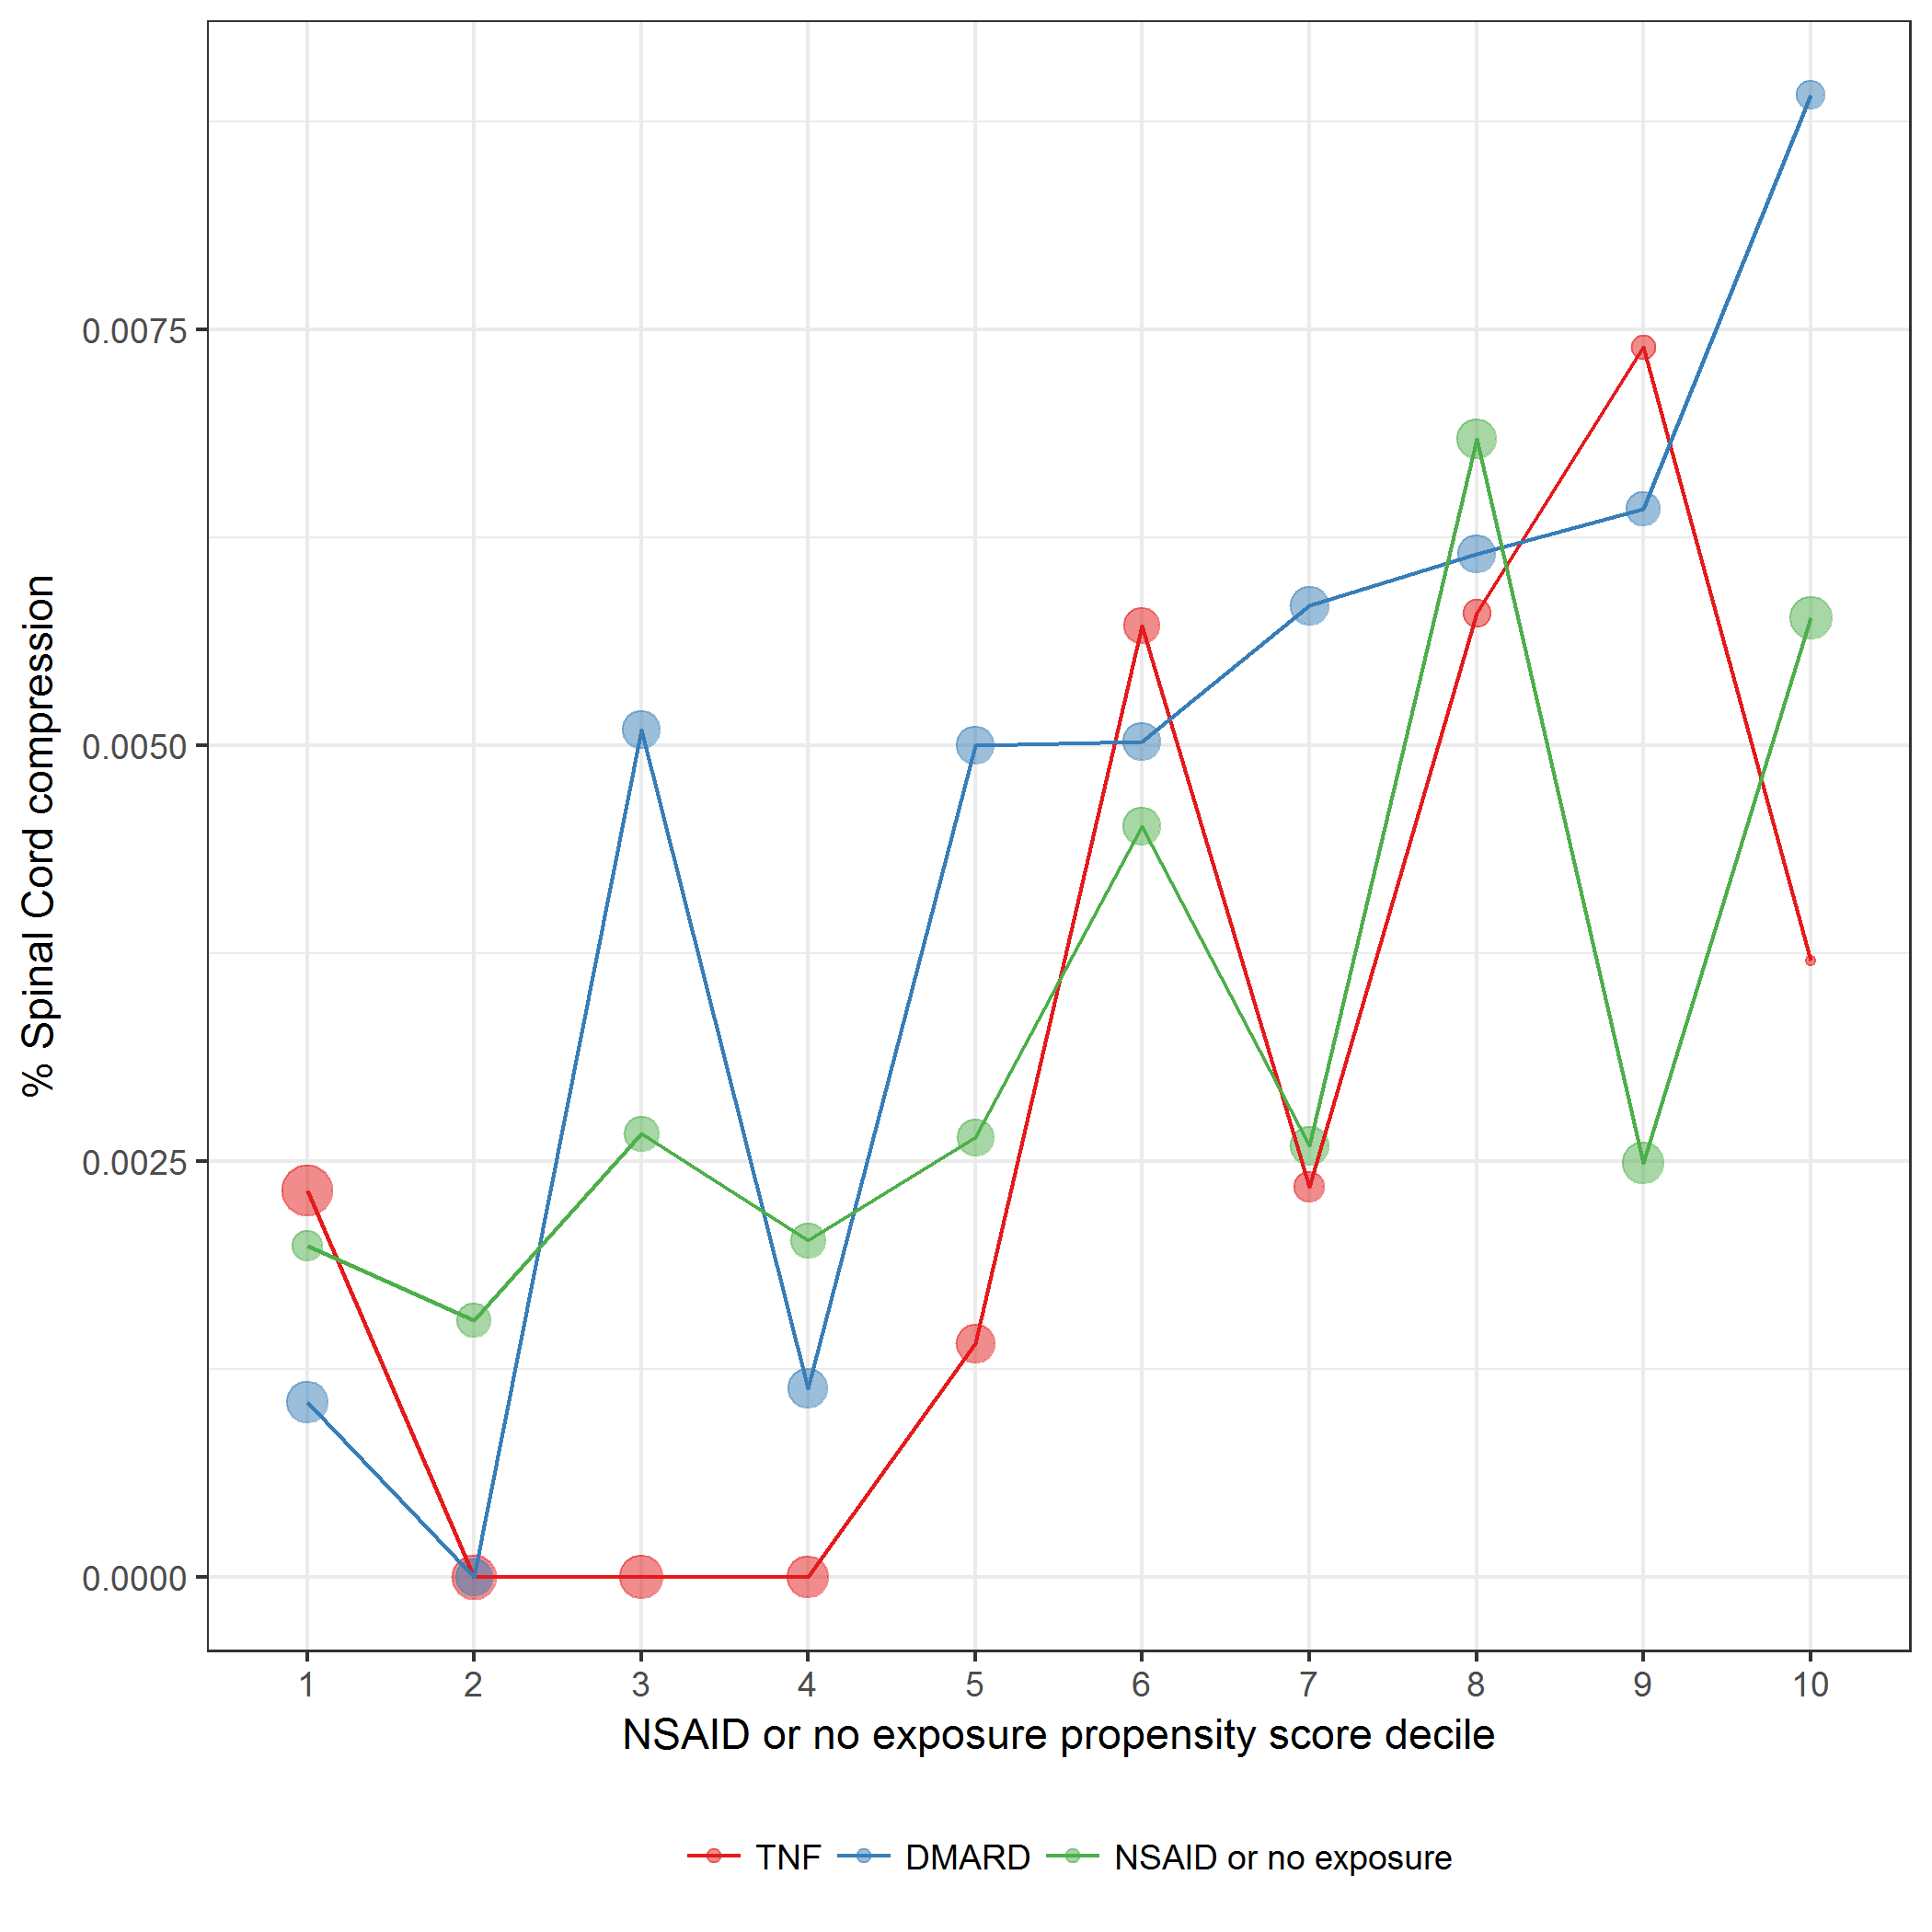 % Spinal Cord compression
0.0075
0.0050
0.0025
0.0000
1 2 3 4 5 6 7 8 9 10
NSAID or no exposure propensity score decile
TNF DMARD NSAID or no exposure